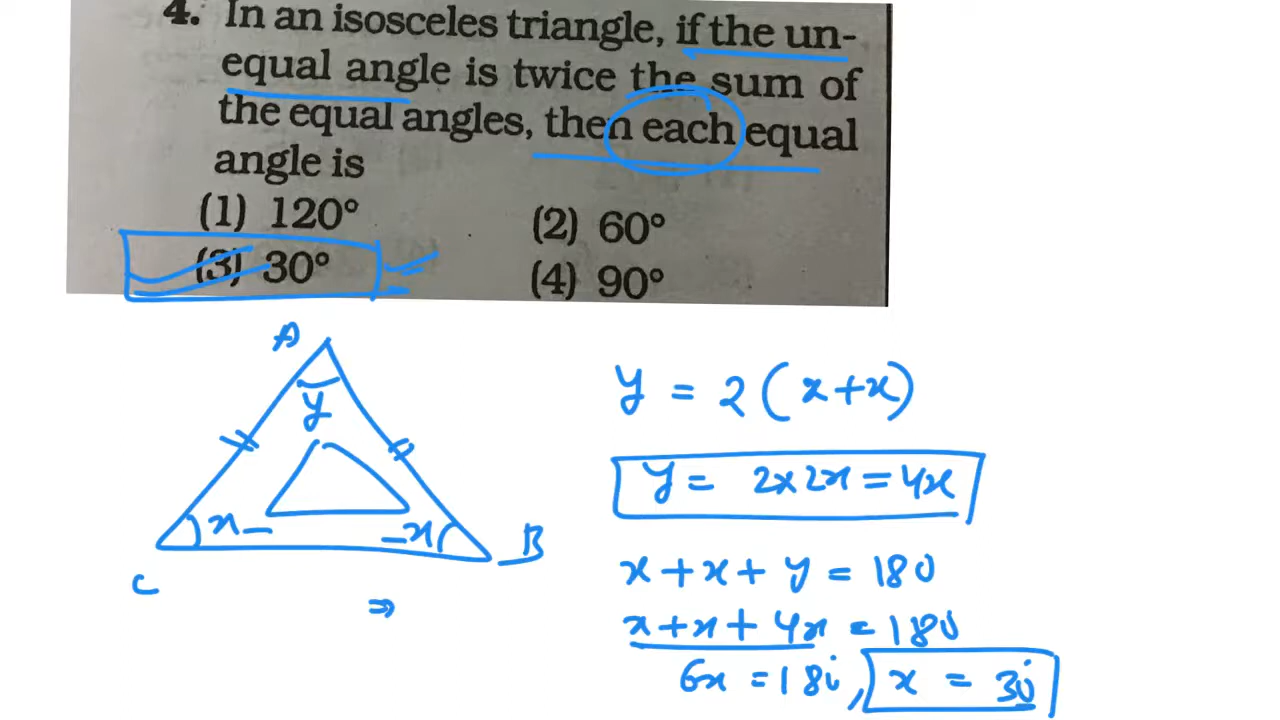 4. In an isosceles triangle, if the un-
equal angle is twice the sum of
the equal angles, then each equal
angle is
(1) 120° (2) 60°
(3) 30° (4) 90°
A
y
x x
C B
⇒
y = 2(x+x)
y = 2x2x = 4x
x + x + y = 180
x + x + 4x = 180
6x = 180, x = 30